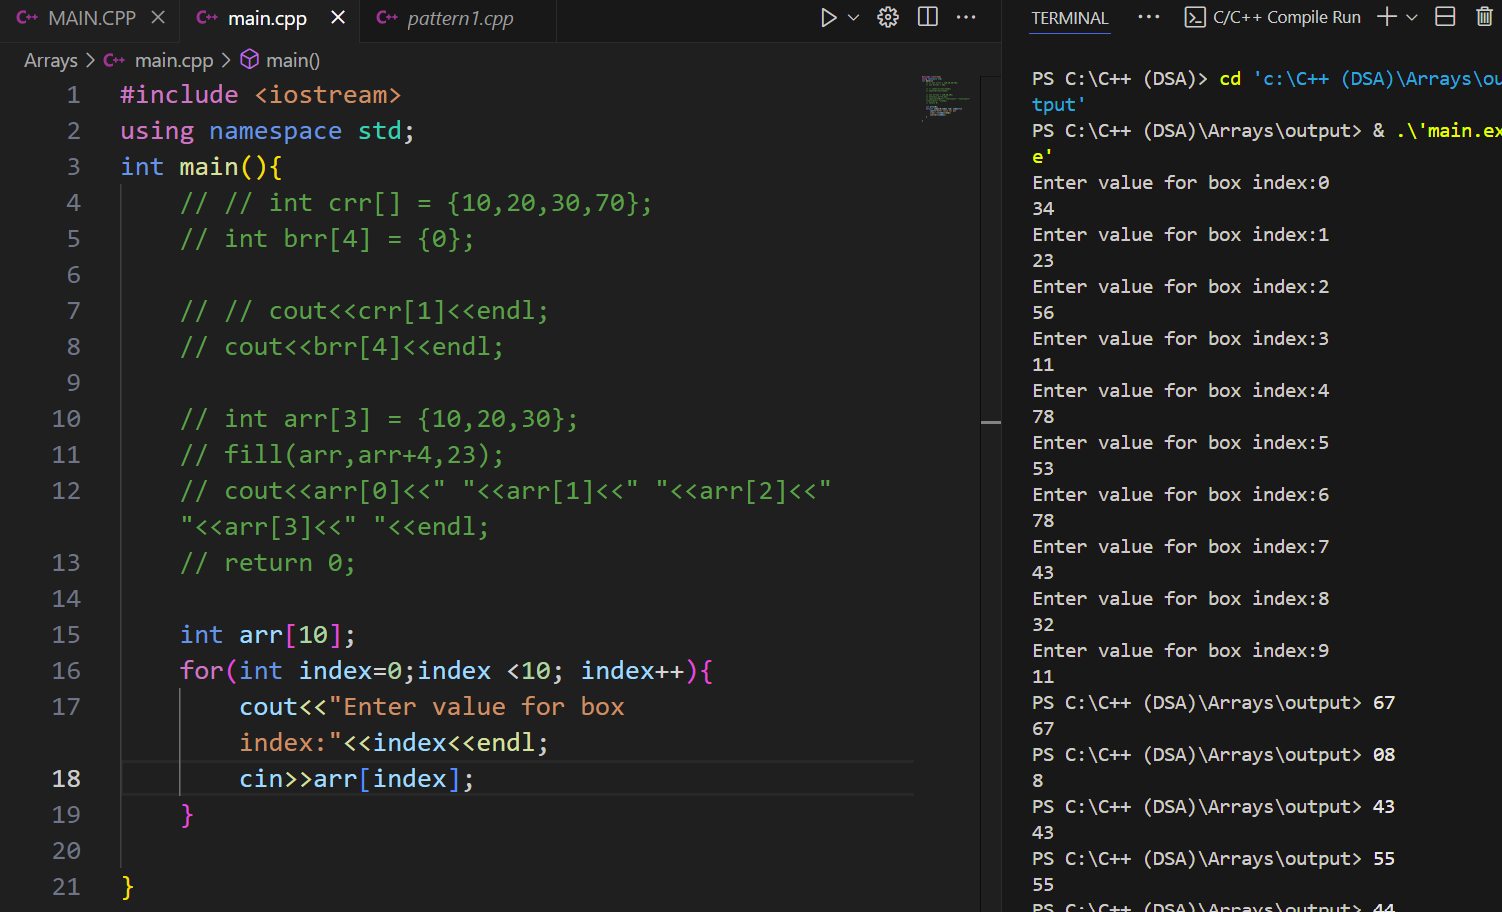 C++ MAIN.CPP × C++ main.cpp × C++ pattern1.cpp ···
Arrays > C++ main.cpp > main()
1 #include <iostream>
2 using namespace std;
3 int main(){
4 // // int crr[] = {10,20,30,70};
5 // int brr[4] = {0};
6
7 // // cout<<crr[1]<<endl;
8 // cout<<brr[4]<<endl;
9
10 // int arr[3] = {10,20,30};
11 // fill(arr,arr+4,23);
12 // cout<<arr[0]<<" "<<arr[1]<<" "<<arr[2]<<"
"<<arr[3]<<" "<<endl;
13 // return 0;
14
15 int arr[10];
16 for(int index=0;index <10; index++){
17 cout<<"Enter value for box
index:"<<index<<endl;
18 cin>>arr[index];
19 }
20
21 }
TERMINAL ··· C/C++ Compile Run
PS C:\C++ (DSA)> cd 'c:\C++ (DSA)\Arrays\ou
tput'
PS C:\C++ (DSA)\Arrays\output> & .\'main.ex
e'
Enter value for box index:0
34
Enter value for box index:1
23
Enter value for box index:2
56
Enter value for box index:3
11
Enter value for box index:4
78
Enter value for box index:5
53
Enter value for box index:6
78
Enter value for box index:7
43
Enter value for box index:8
32
Enter value for box index:9
11
PS C:\C++ (DSA)\Arrays\output> 67
67
PS C:\C++ (DSA)\Arrays\output> 08
8
PS C:\C++ (DSA)\Arrays\output> 43
43
PS C:\C++ (DSA)\Arrays\output> 55
55
PS C:\C++ (DSA)\Arrays\output> 44